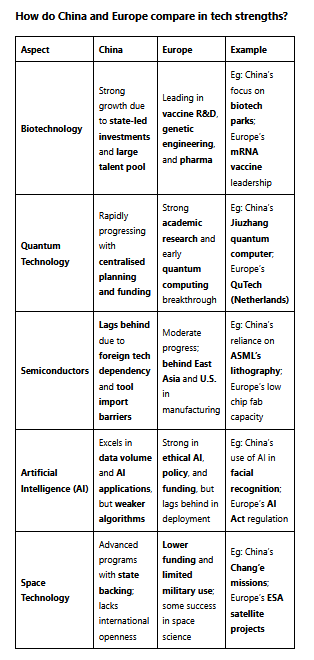 How do China and Europe compare in tech strengths?
Aspect
China
Europe
Example
Biotechnology
Strong
growth due
to state-led
investments
and large
talent pool
Leading in
vaccine R&D,
genetic
engineering,
and pharma
Eg: China's
focus on
biotech
parks;
Europe's
mRNA
vaccine
leadership
Quantum
Technology
Rapidly
progressing
with
centralised
planning
and funding
Strong
academic
research and
early
quantum
computing
breakthrough
Eg: China's
Jiuzhang
quantum
computer;
Europe's
QuTech
(Netherlands)
Semiconductors
Lags behind
due to
foreign tech
dependency
and tool
import
barriers
Moderate
progress;
behind East
Asia and U.S.
in
manufacturing
Eg: China's
reliance on
ASML's
lithography;
Europe's low
chip fab
capacity
Artificial
Intelligence (AI)
Excels in
data volume
and AI
applications,
but weaker
algorithms
Strong in
ethical AI,
policy, and
funding, but
lags behind in
deployment
Eg: China's
use of AI in
facial
recognition;
Europe's AI
Act regulation
Space
Technology
Advanced
programs
with state
backing;
lacks
international
openness
Lower
funding and
limited
military use;
some success
in space
science
Eg: China's
Chang'e
missions;
Europe's ESA
satellite
projects